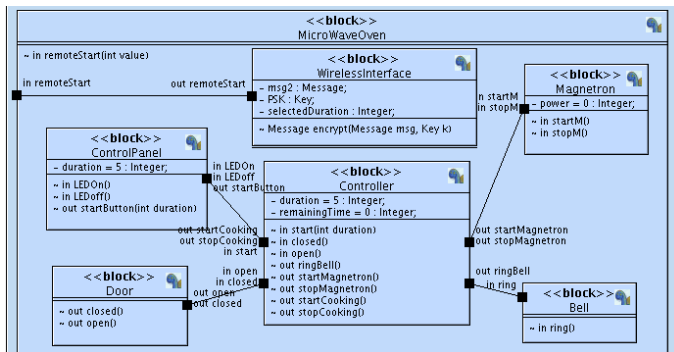 <<block>>
MicroWaveOven
~ in remoteStart(int value)
in remoteStart
out remoteStart
<<block>>
WirelessInterface
- msg2 : Message;
- PSK : Key;
- selectedDuration : Integer;
~ Message encrypt(Message msg, Key k)
in startM
in stopM
<<block>>
Magnetron
- power = 0 : Integer;
~ in startM()
~ in stopM()
<<block>>
ControlPanel
- duration = 5 : Integer;
~ in LEDOn()
~ in LEDoff()
~ out startButton(int duration)
in LEDOn
in LEDoff
out startButton
out startCooking
out stopCooking
in start
<<block>>
Controller
- duration = 5 : Integer;
- remainingTime = 0 : Integer;
~ in start(int duration)
~ in closed()
~ in open()
~ out ringBell()
~ out startMagnetron()
~ out stopMagnetron()
~ out startCooking()
~ out stopCooking()
out startMagnetron
out stopMagnetron
in open
in closed
out open
out closed
<<block>>
Door
~ out closed()
~ out open()
out ringBell
in ring
<<block>>
Bell
~ in ring()